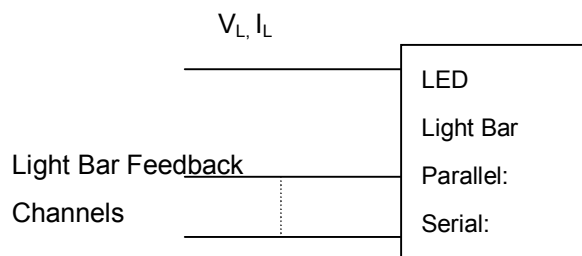 VL, IL
LED
Light Bar
Light Bar Feedback
Parallel:
Channels
Serial: